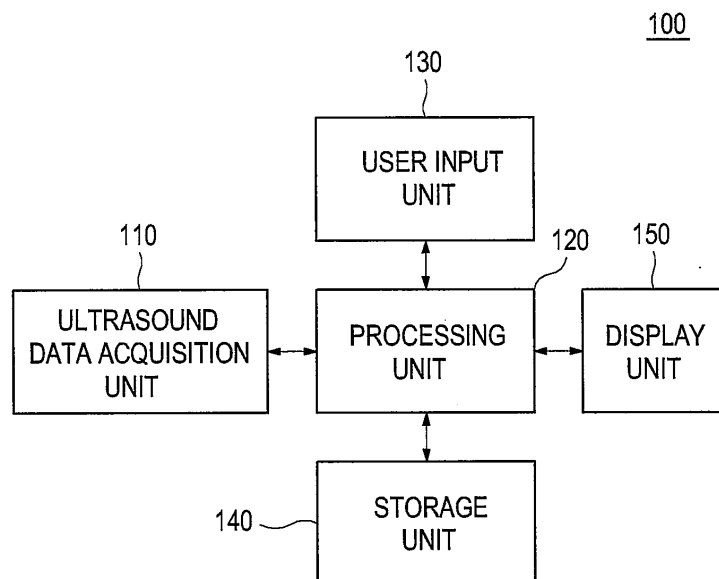 100
130
USER INPUT
UNIT
110
120
150
ULTRASOUND
DATA ACQUISITION
UNIT
PROCESSING
UNIT
DISPLAY
UNIT
140
STORAGE
UNIT